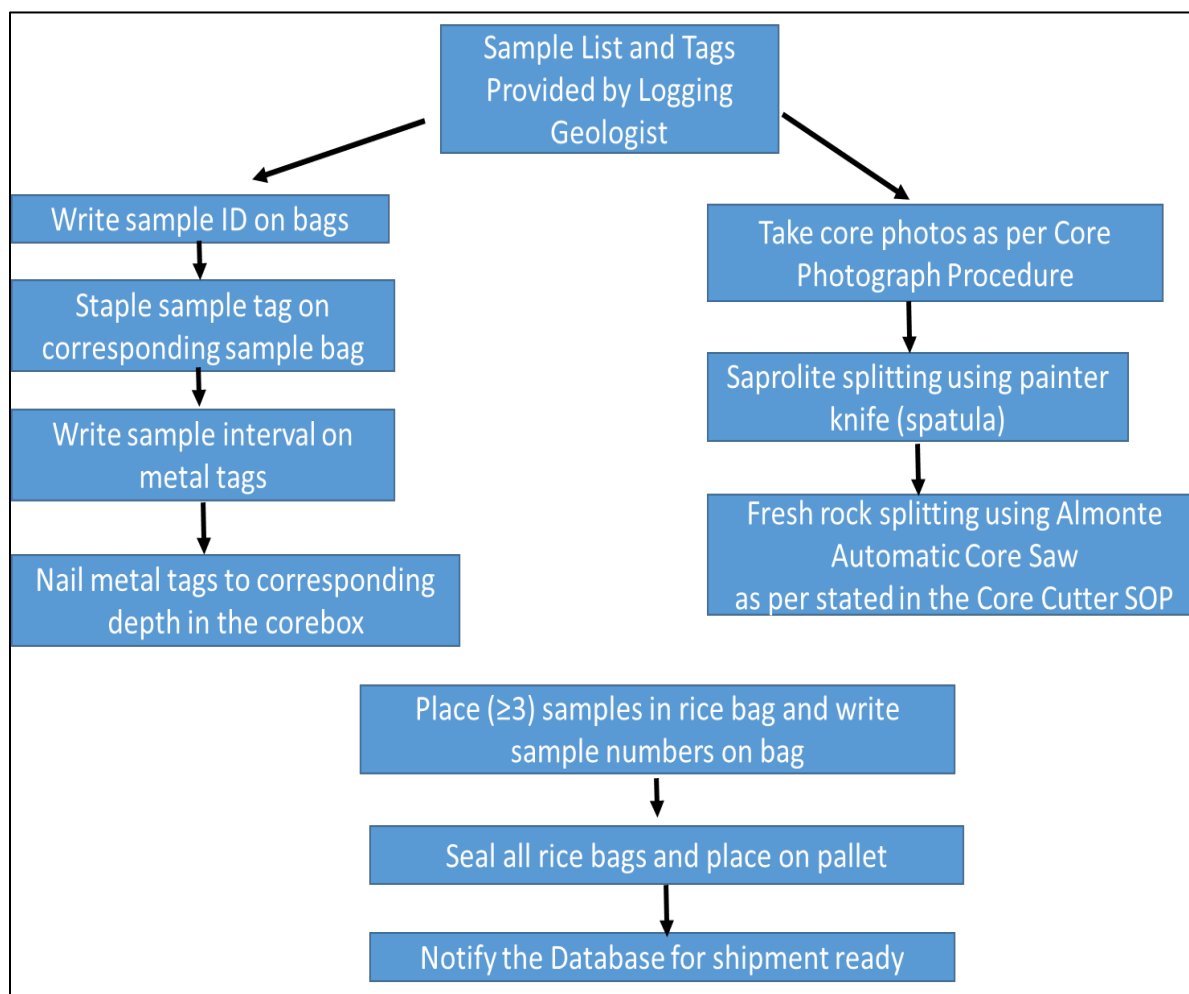 Sample List and Tags
Provided by Logging
Geologist
Write sample ID on bags
Staple sample tag on
corresponding sample bag
Write sample interval on
metal tags
Nail metal tags to corresponding
depth in the corebox
Take core photos as per Core
Photograph Procedure
Saprolite splitting using painter
knife (spatula)
Fresh rock splitting using Almonte
Automatic Core Saw
as per stated in the Core Cutter SOP
Place (≥3) samples in rice bag and write
sample numbers on bag
Seal all rice bags and place on pallet
Notify the Database for shipment ready